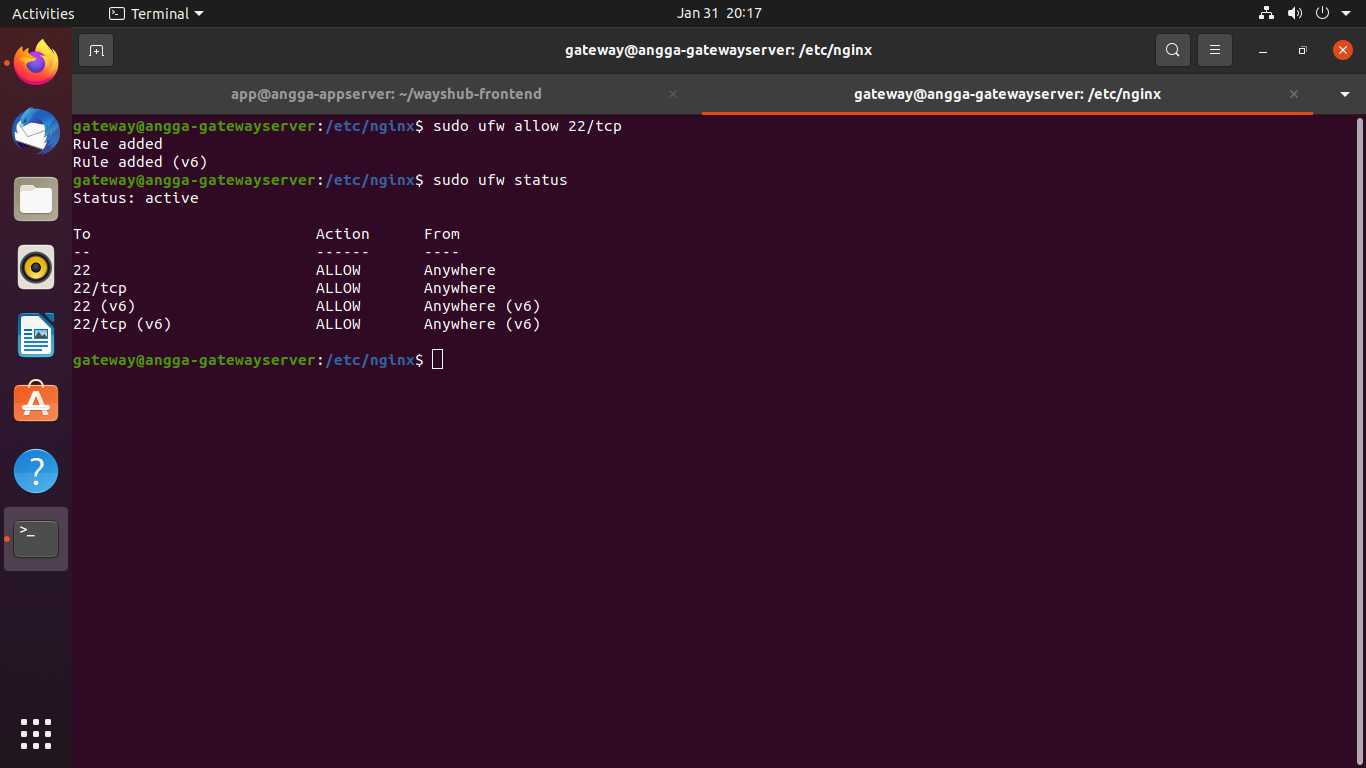 Activities
Terminal
Jan 31 20:17
gateway@angga-gatewayserver: /etc/nginx
app@angga-appserver: ~/wayshub-frontend
gateway@angga-gatewayserver: /etc/nginx
gateway@angga-gatewayserver:/etc/nginx$ sudo ufw allow 22/tcp
Rule added
Rule added (v6)
gateway@angga-gatewayserver:/etc/nginx$ sudo ufw status
Status: active
To Action From
-- ------ ----
22 ALLOW Anywhere
22/tcp ALLOW Anywhere
22 (v6) ALLOW Anywhere (v6)
22/tcp (v6) ALLOW Anywhere (v6)
gateway@angga-gatewayserver:/etc/nginx$